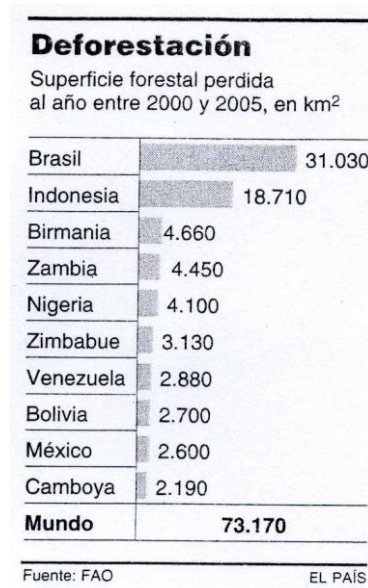 Deforestación
Superficie forestal perdida
al año entre 2000 y 2005, en km²
Brasil 31.030
Indonesia 18.710
Birmania 4.660
Zambia 4.450
Nigeria 4.100
Zimbabue 3.130
Venezuela 2.880
Bolivia 2.700
México 2.600
Camboya 2.190
Mundo 73.170
Fuente: FAO EL PAÍS